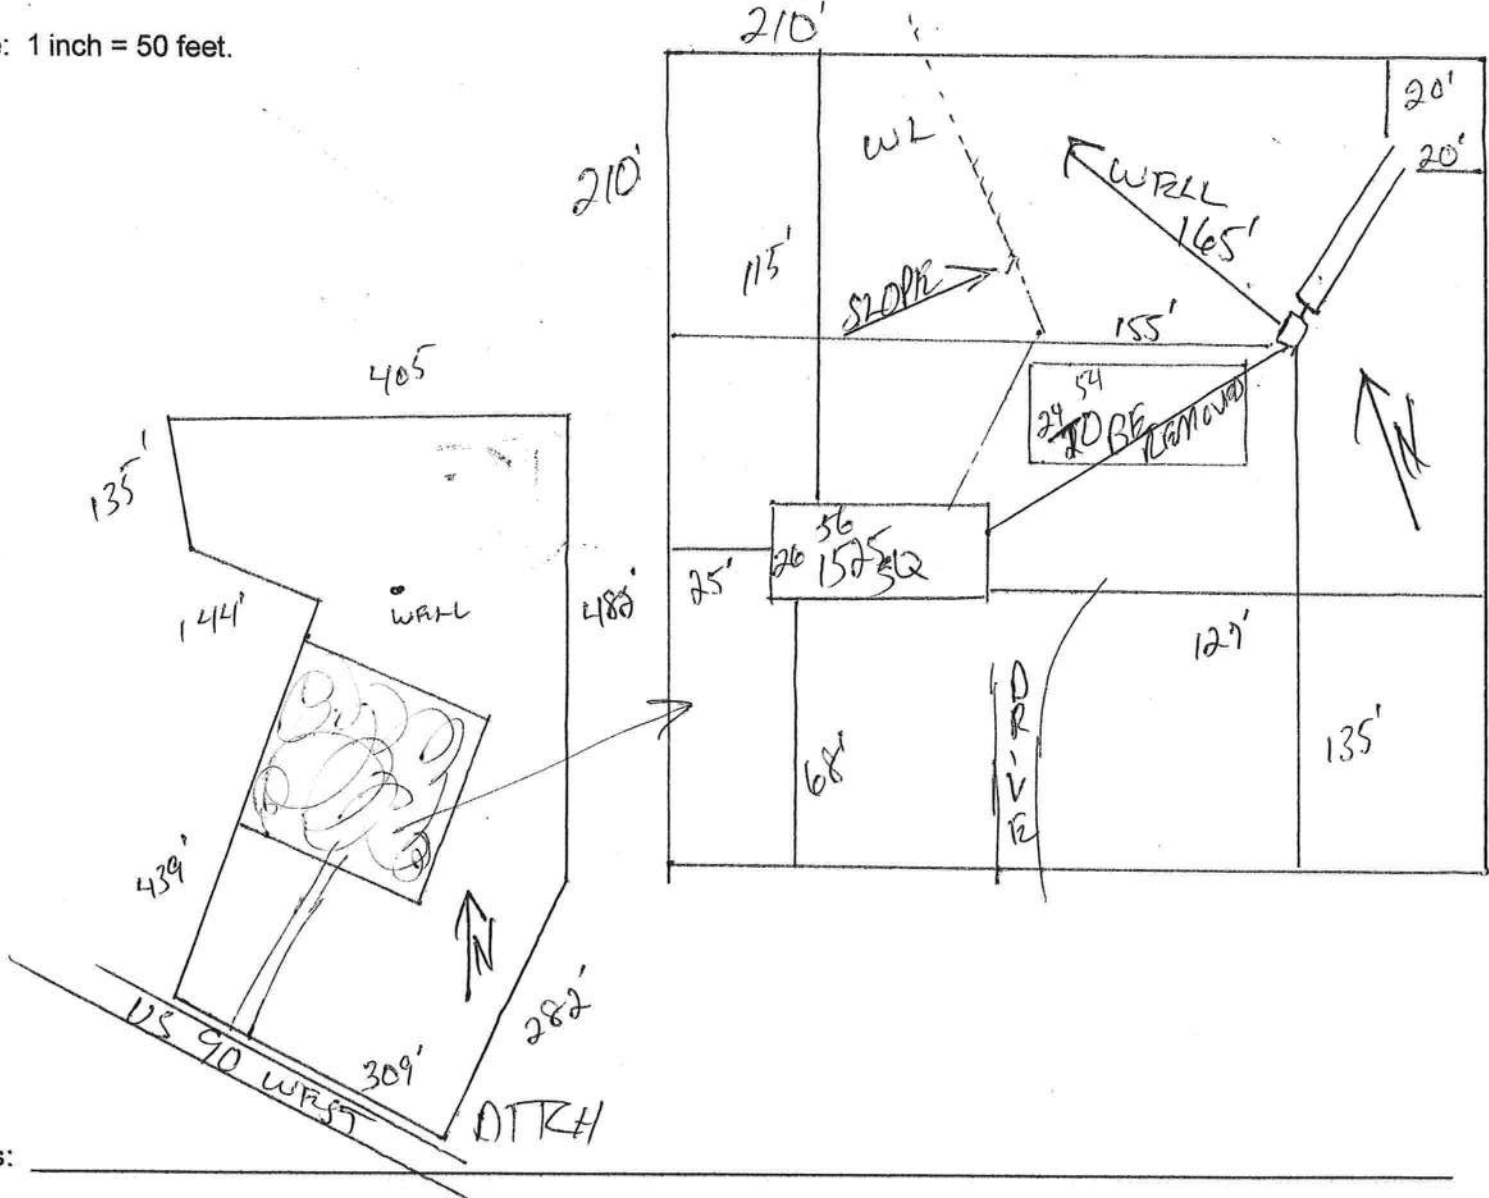 : 1 inch = 50 feet.
210'
20'
20'
WL
WELL
165'
210'
115'
SLOPE
155'
54
24
TO BE REMOVED
N
405
135'
144'
WELL
56
26
1525 SQ
25'
127'
DRIVE
68'
135'
439'
N
282'
309'
US 90 WEST
DITCH
s: